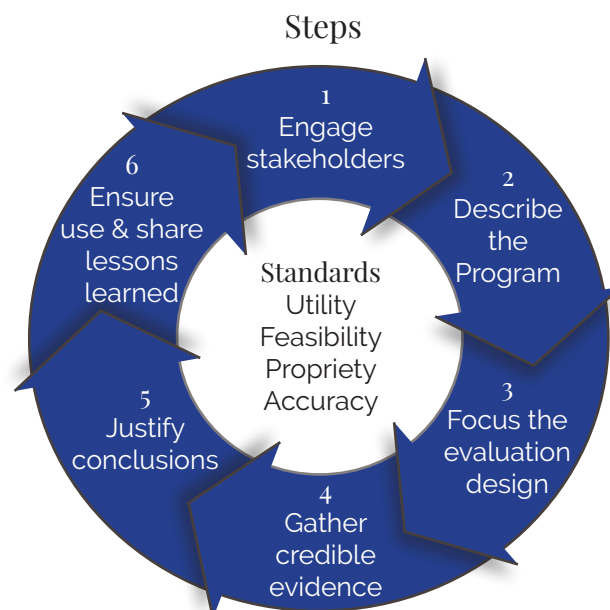 Steps
1
Engage
stakeholders
2
Describe
the
Program
3
Focus the
evaluation
design
4
Gather
credible
evidence
5
Justify
conclusions
6
Ensure
use & share
lessons
learned
Standards
Utility
Feasibility
Propriety
Accuracy